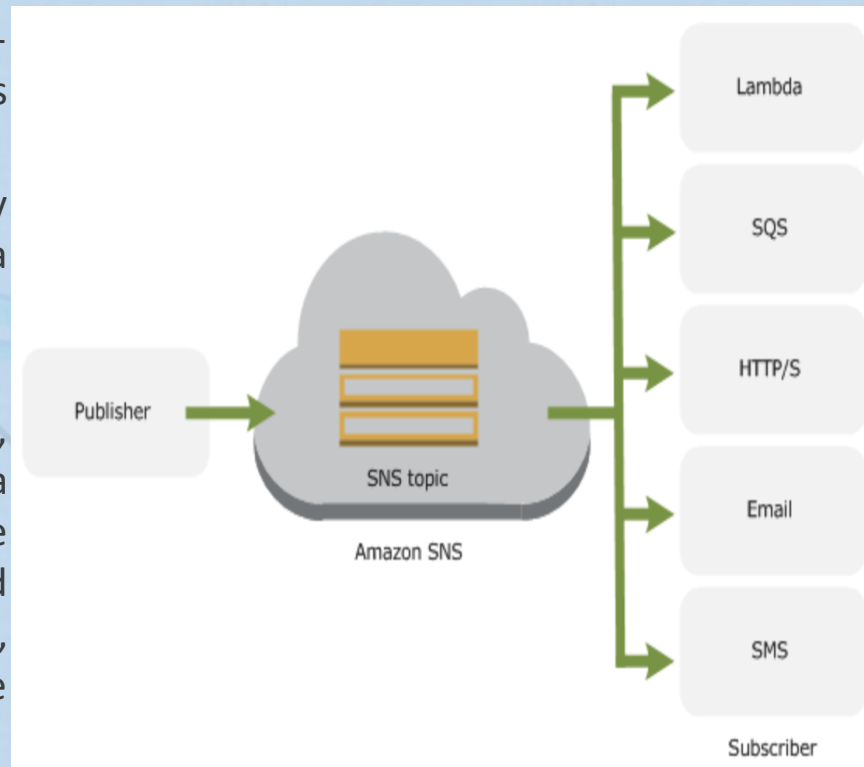 Publisher
SNS topic
Amazon SNS
Lambda
SQS
HTTP/S
Email
SMS
Subscriber